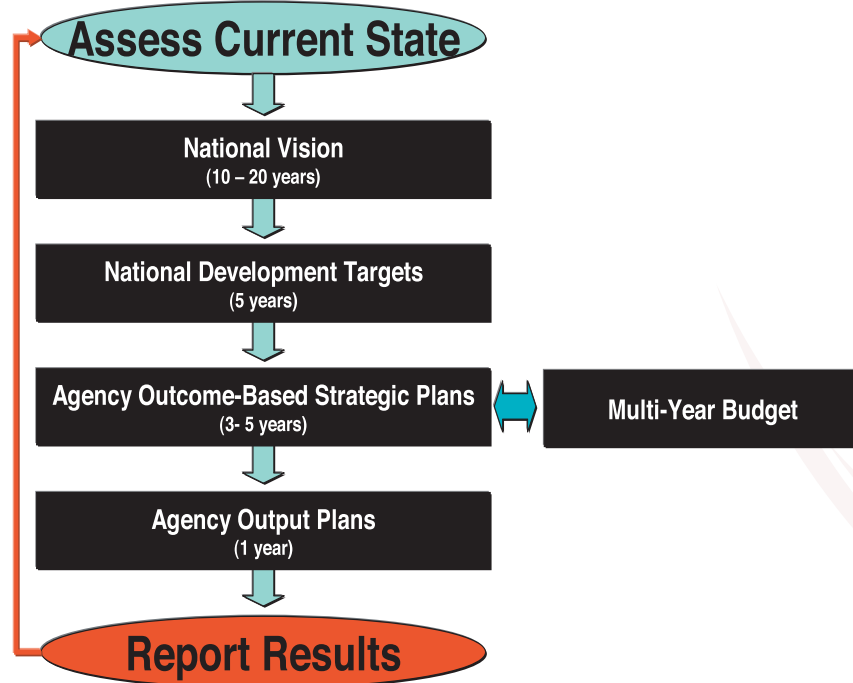 Assess Current State
National Vision
(10 – 20 years)
National Development Targets
(5 years)
Agency Outcome-Based Strategic Plans
(3- 5 years)
Multi-Year Budget
Agency Output Plans
(1 year)
Report Results